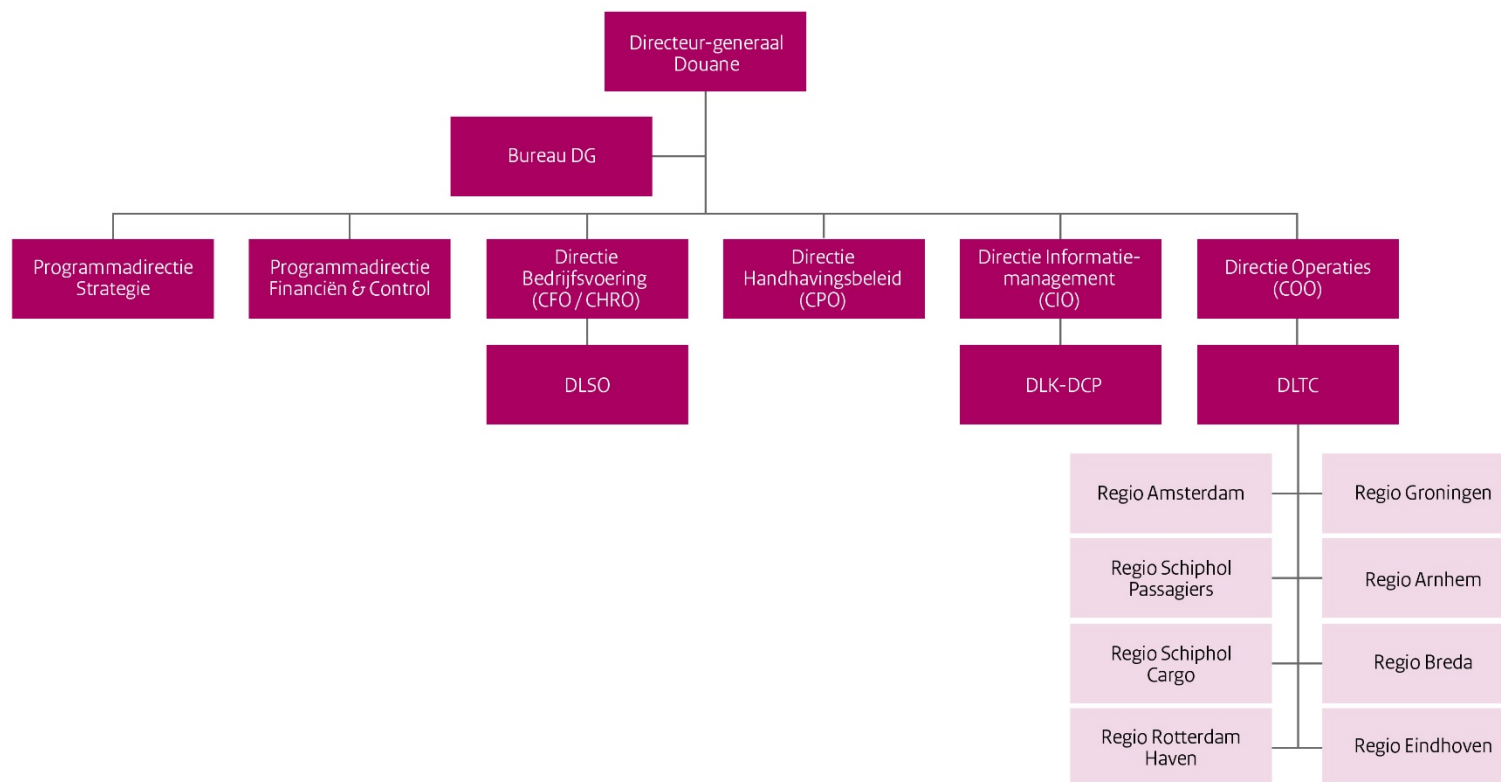 Directeur-generaal
Douane
Bureau DG
Programmadirectie
Strategie
Programmadirectie
Financiën & Control
Directie
Bedrijfsvoering
(CFO / CHRO)
Directie
Handhavingsbeleid
(CPO)
Directie Informatie-
management
(CIO)
Directie Operaties
(COO)
DLSO
DLK-DCP
DLTC
Regio Amsterdam
Regio Groningen
Regio Schiphol
Passagiers
Regio Arnhem
Regio Schiphol
Cargo
Regio Breda
Regio Rotterdam
Haven
Regio Eindhoven